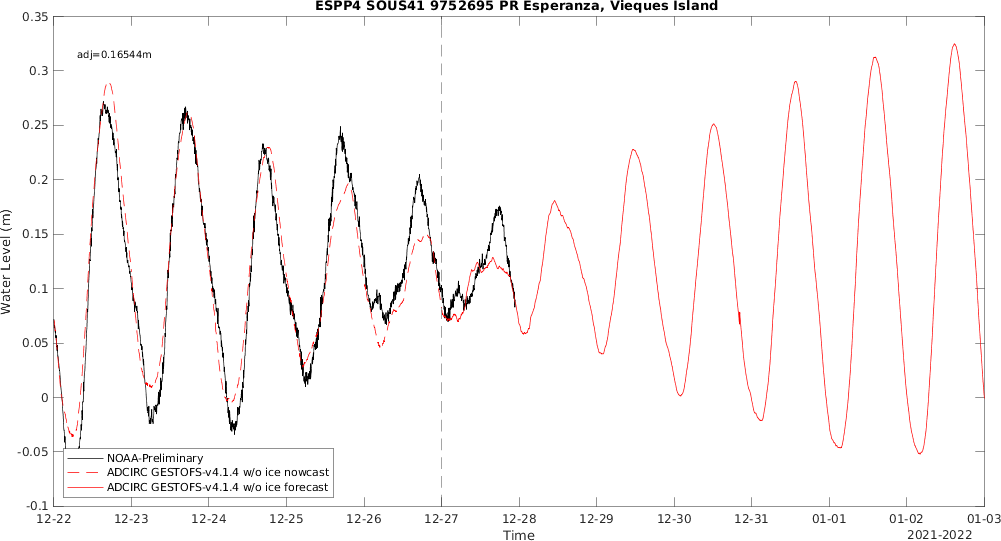 ESPP4 SOUS41 9752695 PR Esperanza, Vieques Island
adj=0.16544m
Water Level (m)
0.35
0.3
0.25
0.2
0.15
0.1
0.05
0
-0.05
-0.1
NOAA-Preliminary
ADCIRC GESTOFS-v4.1.4 w/o ice nowcast
ADCIRC GESTOFS-v4.1.4 w/o ice forecast
12-22 12-23 12-24 12-25 12-26 12-27 12-28 12-29 12-30 12-31 01-01 01-02 01-03
Time
2021-2022